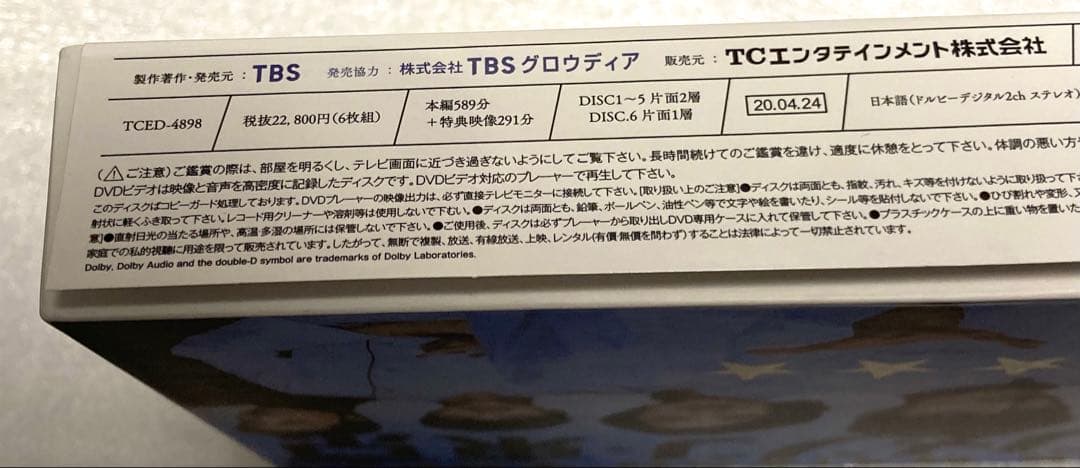 製作著作・発売元：TBS 発売協力：株式会社TBSグロウディア 販売元：TCエンタテインメント株式会社
TCED-4898 税抜22,800円(6枚組) 本編589分 +特典映像291分 DISC1~5 片面2層 DISC.6 片面1層 20.04.24 日本語(ドルビーデジタル2ch ステレオ)
(⚠ご注意)ご鑑賞の際は、部屋を明るくし、テレビ画面に近づき過ぎないようにしてご覧下さい。長時間続けてのご鑑賞を避け、適度に休憩をとって下さい。体調の悪い方
DVDビデオは映像と音声を高密度に記録したディスクです。DVDビデオ対応のプレーヤーで再生して下さい。
このディスクはコピーガード処理しております。DVDプレーヤーの映像出力は、必ず直接テレビモニターに接続して下さい。[取り扱い上のご注意]●ディスクは両面とも、指紋、汚れ、キズ等を付けないように取り扱って下さ
射状に軽くふき取って下さい。レコード用クリーナーや溶剤等は使用しないで下さい。●ディスクは両面とも、鉛筆、ボールペン、油性ペン等で文字や絵を書いたり、シール等を貼付しないで下さい。●ひび割れや変形、又
意]●直射日光の当たる場所や、高温・多湿の場所には保管しないで下さい。●ご使用後、ディスクは必ずプレーヤーから取り出しDVD専用ケースに入れて保管して下さい。●プラスチックケースの上に重い物を置いた
家庭での私的視聴に用途を限って販売されています。したがって、無断で複製、放送、有線放送、上映、レンタル(有償・無償を問わず)することは法律によって一切禁止されています。
Dolby, Dolby Audio and the double-D symbol are trademarks of Dolby Laboratories.